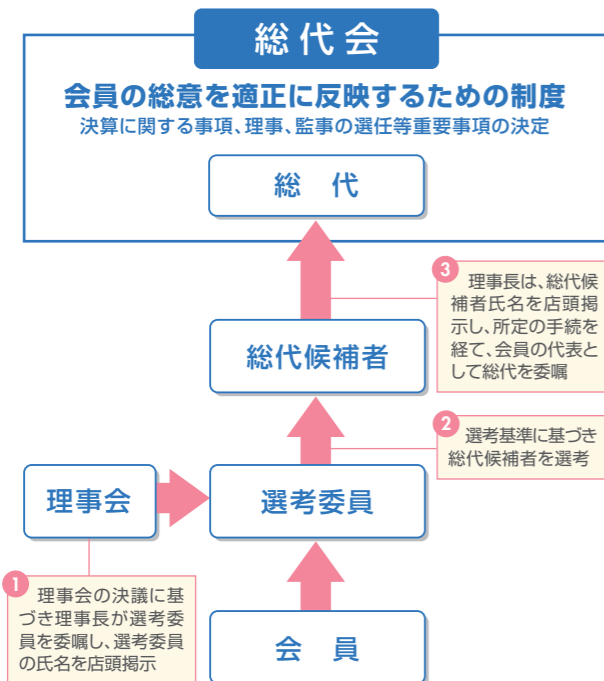 総代会
会員の総意を適正に反映するための制度
決算に関する事項、理事、監事の選任等重要事項の決定
総 代
3
理事長は、総代候
補者氏名を店頭掲
示し、所定の手続を
経て、会員の代表と
して総代を委嘱
総代候補者
2
選考基準に基づき
総代候補者を選考
理事会
選考委員
1
理事会の決議に基
づき理事長が選考委
員を委嘱し、選考委員
の氏名を店頭掲示
会 員